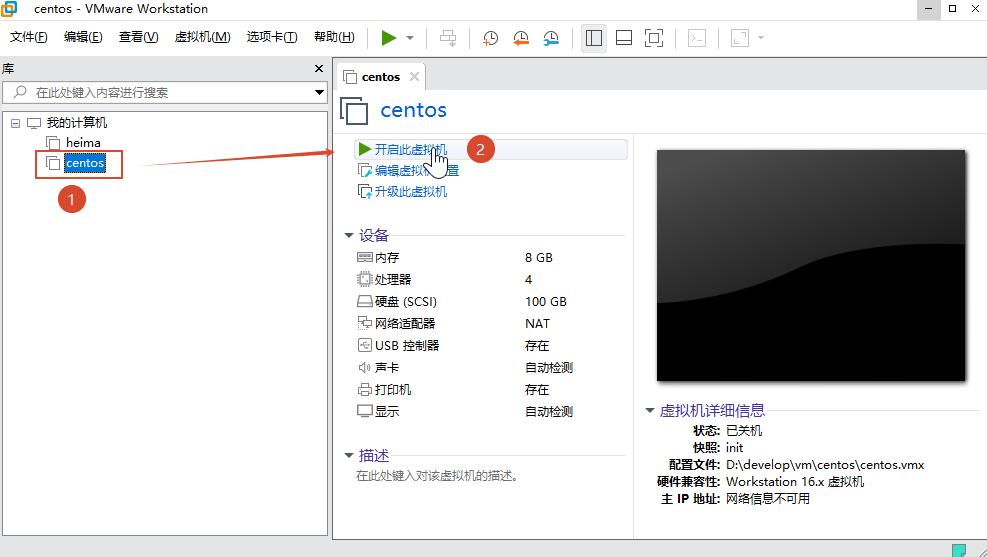 centos - VMware Workstation
文件(F) 编辑(E) 查看(V) 虚拟机(M) 选项卡(T) 帮助(H)
库
在此处键入内容进行搜索
我的计算机
heima
centos
1
centos
centos
开启此虚拟机
2
编辑虚拟机 置
升级此虚拟机
设备
内存 8 GB
处理器 4
硬盘 (SCSI) 100 GB
网络适配器 NAT
USB 控制器 存在
声卡 自动检测
打印机 存在
显示 自动检测
描述
在此处键入对该虚拟机的描述。
虚拟机详细信息
状态: 已关机
快照: init
配置文件: D:\develop\vm\centos\centos.vmx
硬件兼容性: Workstation 16.x 虚拟机
主 IP 地址: 网络信息不可用